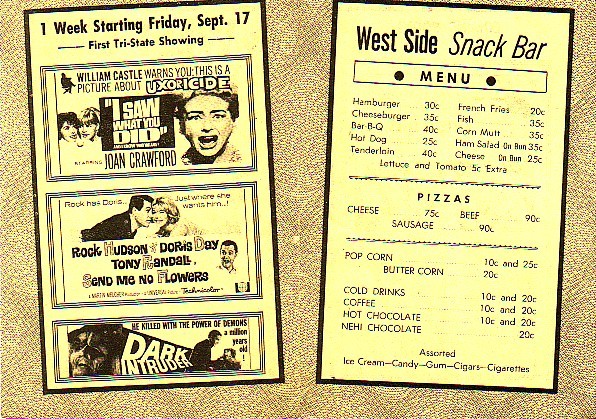 1 Week Starting Friday, Sept. 17
First Tri-State Showing
WILLIAM CASTLE WARNS YOU: THIS IS A
PICTURE ABOUT UXORICIDE
"I SAW
WHAT YOU
DID"
STARRING JOAN CRAWFORD
Rock has Doris...
Just where she
wants him..!
ROCK HUDSON DORIS DAY
TONY RANDALL
SEND ME NO FLOWERS
A MARTIN MELCHER Production
Technicolor
HE KILLED WITH THE POWER OF DEMONS
a million
years
old!
DARK
INTRUDER
West Side Snack Bar
MENU
Hamburger 30c
Cheeseburger 35c
Bar-B-Q 40c
Hot Dog 25c
Tenderloin 40c
French Fries 20c
Fish 35c
Corn Mutt 35c
Ham Salad On Bun 35c
Cheese On Bun 25c
Lettuce and Tomato 5c Extra
PIZZAS
CHEESE 75c BEEF 90c
SAUSAGE 90c
POP CORN 10c and 25c
BUTTER CORN 20c
COLD DRINKS 10c and 20c
COFFEE 10c and 20c
HOT CHOCOLATE 10c and 20c
NEHI CHOCOLATE 20c
Assorted
Ice Cream—Candy—Gum—Cigars—Cigarettes